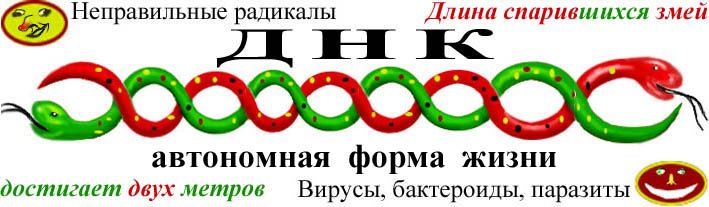 Неправильные радикалы
Длина спарившихся змей
ДНК
автономная форма жизни
достигает двух метров
Вирусы, бактероиды, паразиты